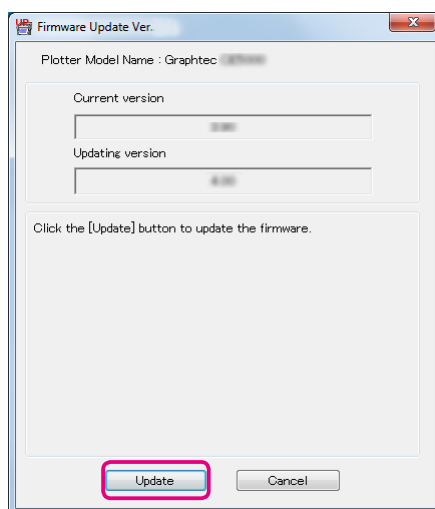 Firmware Update Ver.
Plotter Model Name : Graphtec
Current version
Updating version
Click the [Update] button to update the firmware.
Update
Cancel